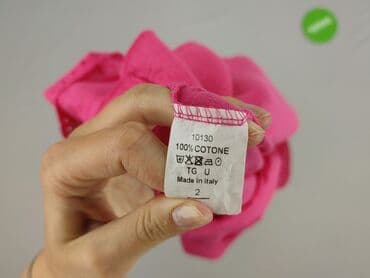 10130
100% COTONE
TG U
Made in Italy
2